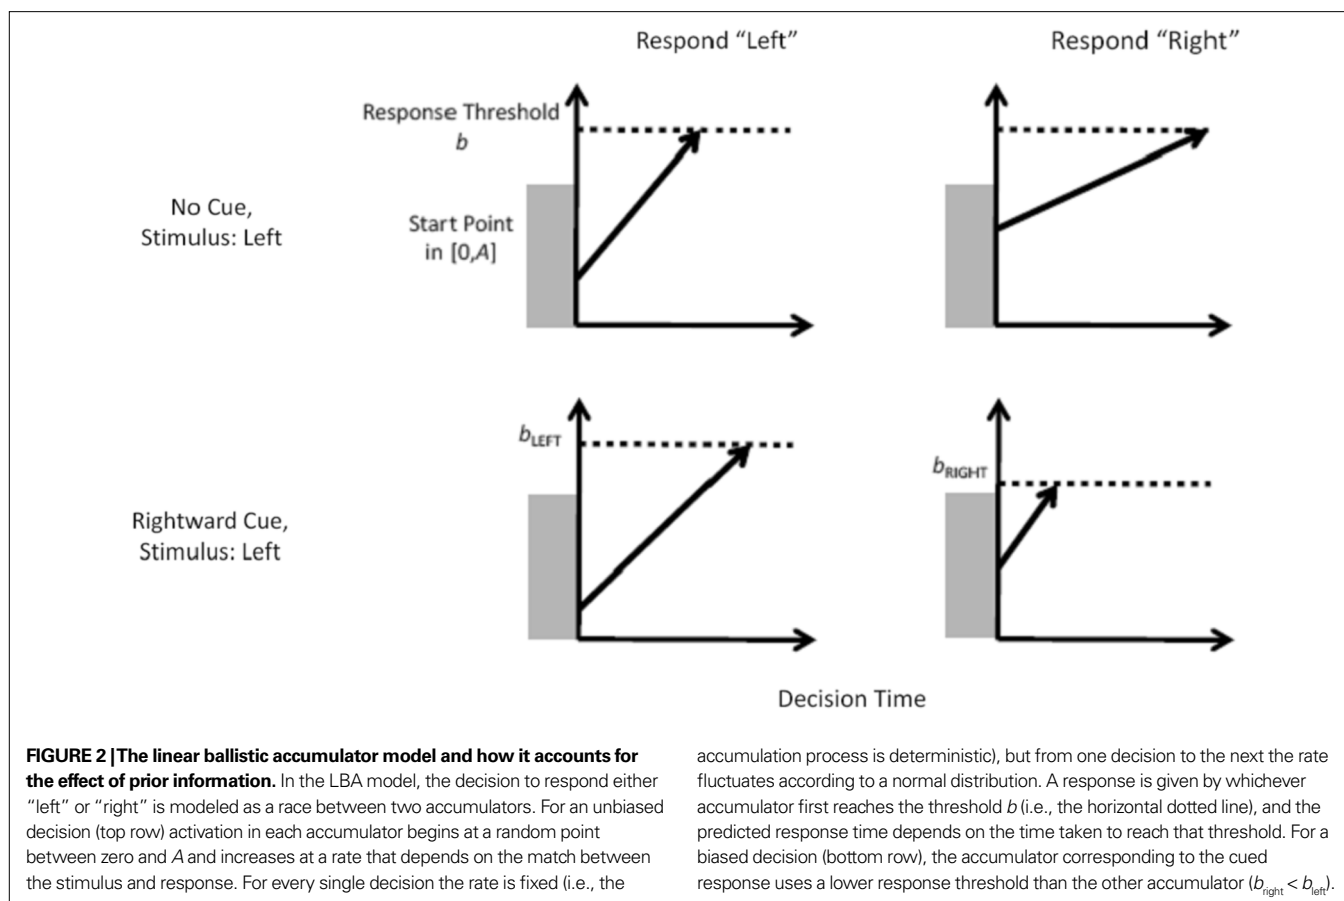 Respond “Left”
Respond “Right”
Response Threshold
b
No Cue,
Stimulus: Left
Start Point
in [0,A]
b_LEFT
b_RIGHT
Rightward Cue,
Stimulus: Left
Decision Time
FIGURE 2 | The linear ballistic accumulator model and how it accounts for
the effect of prior information. In the LBA model, the decision to respond either
“left” or “right” is modeled as a race between two accumulators. For an unbiased
decision (top row) activation in each accumulator begins at a random point
between zero and A and increases at a rate that depends on the match between
the stimulus and response. For every single decision the rate is fixed (i.e., the
accumulation process is deterministic), but from one decision to the next the rate
fluctuates according to a normal distribution. A response is given by whichever
accumulator first reaches the threshold b (i.e., the horizontal dotted line), and the
predicted response time depends on the time taken to reach that threshold. For a
biased decision (bottom row), the accumulator corresponding to the cued
response uses a lower response threshold than the other accumulator (b_right < b_left).